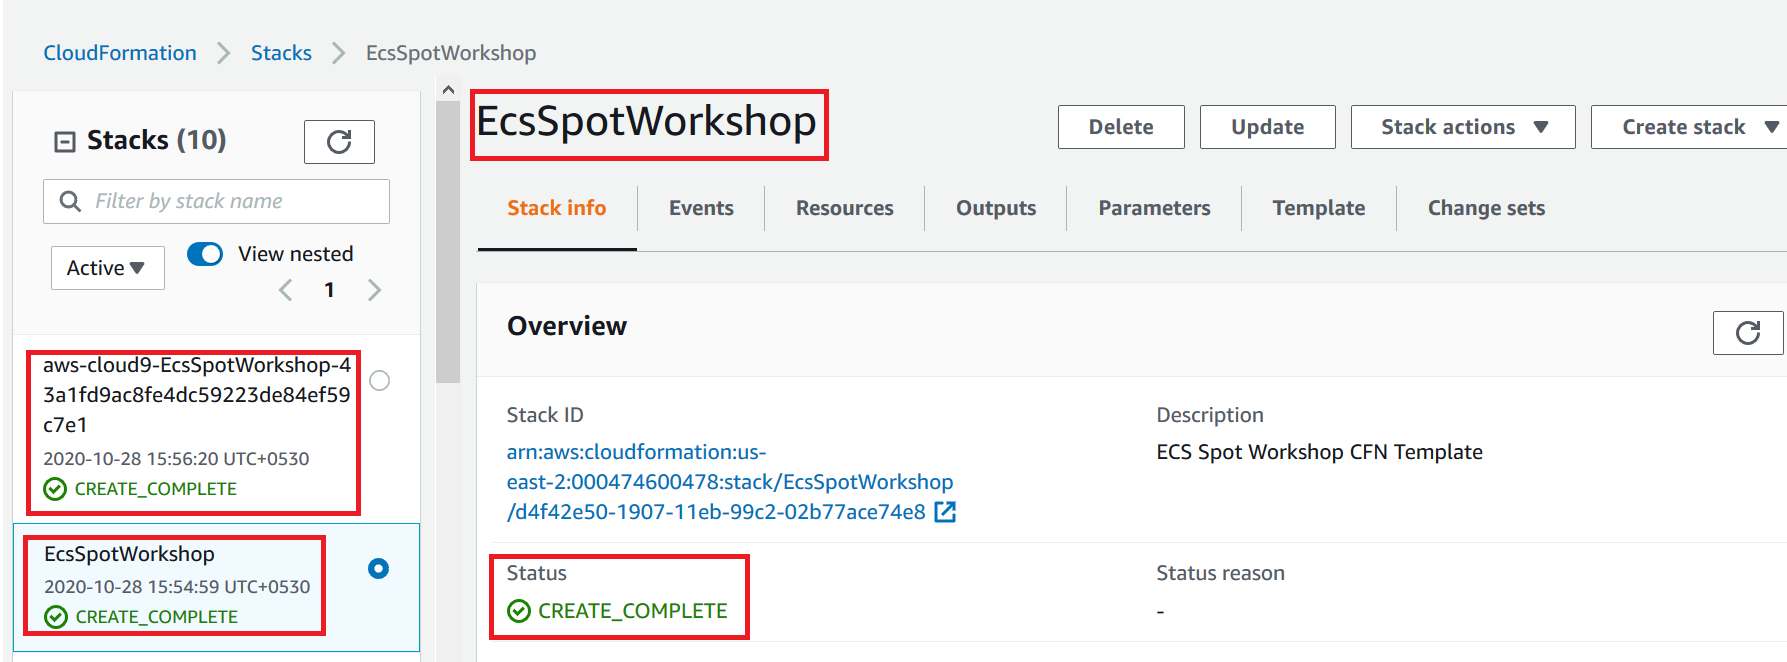 CloudFormation > Stacks > EcsSpotWorkshop
Stacks (10)
Filter by stack name
Active
View nested
1
aws-cloud9-EcsSpotWorkshop-4
3a1fd9ac8fe4dc59223de84ef59
c7e1
2020-10-28 15:56:20 UTC+0530
CREATE_COMPLETE
EcsSpotWorkshop
2020-10-28 15:54:59 UTC+0530
CREATE_COMPLETE
EcsSpotWorkshop
Delete
Update
Stack actions
Create stack
Stack info
Events
Resources
Outputs
Parameters
Template
Change sets
Overview
Stack ID
arn:aws:cloudformation:us-
east-2:000474600478:stack/EcsSpotWorkshop
/d4f42e50-1907-11eb-99c2-02b77ace74e8
Description
ECS Spot Workshop CFN Template
Status
CREATE_COMPLETE
Status reason
-